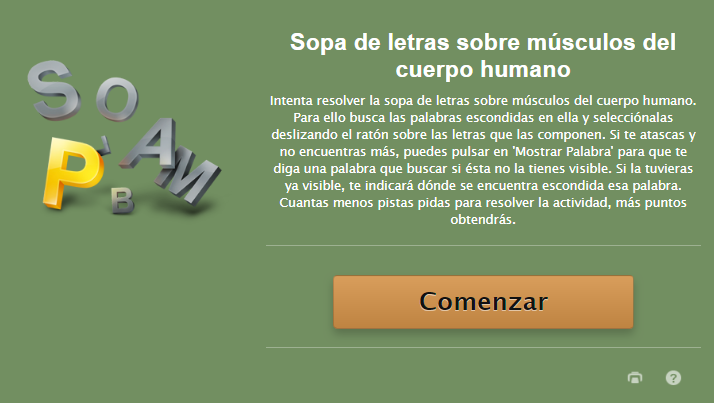 Sopa de letras sobre músculos del
cuerpo humano
Intenta resolver la sopa de letras sobre músculos del cuerpo humano.
Para ello busca las palabras escondidas en ella y selecciónalas
deslizando el ratón sobre las letras que las componen. Si te atascas y
no encuentras más, puedes pulsar en 'Mostrar Palabra' para que te
diga una palabra que buscar si ésta no la tienes visible. Si la tuvieras
ya visible, te indicará dónde se encuentra escondida esa palabra.
Cuantas menos pistas pidas para resolver la actividad, más puntos
obtendrás.
S O
P L A M
B
Comenzar
?